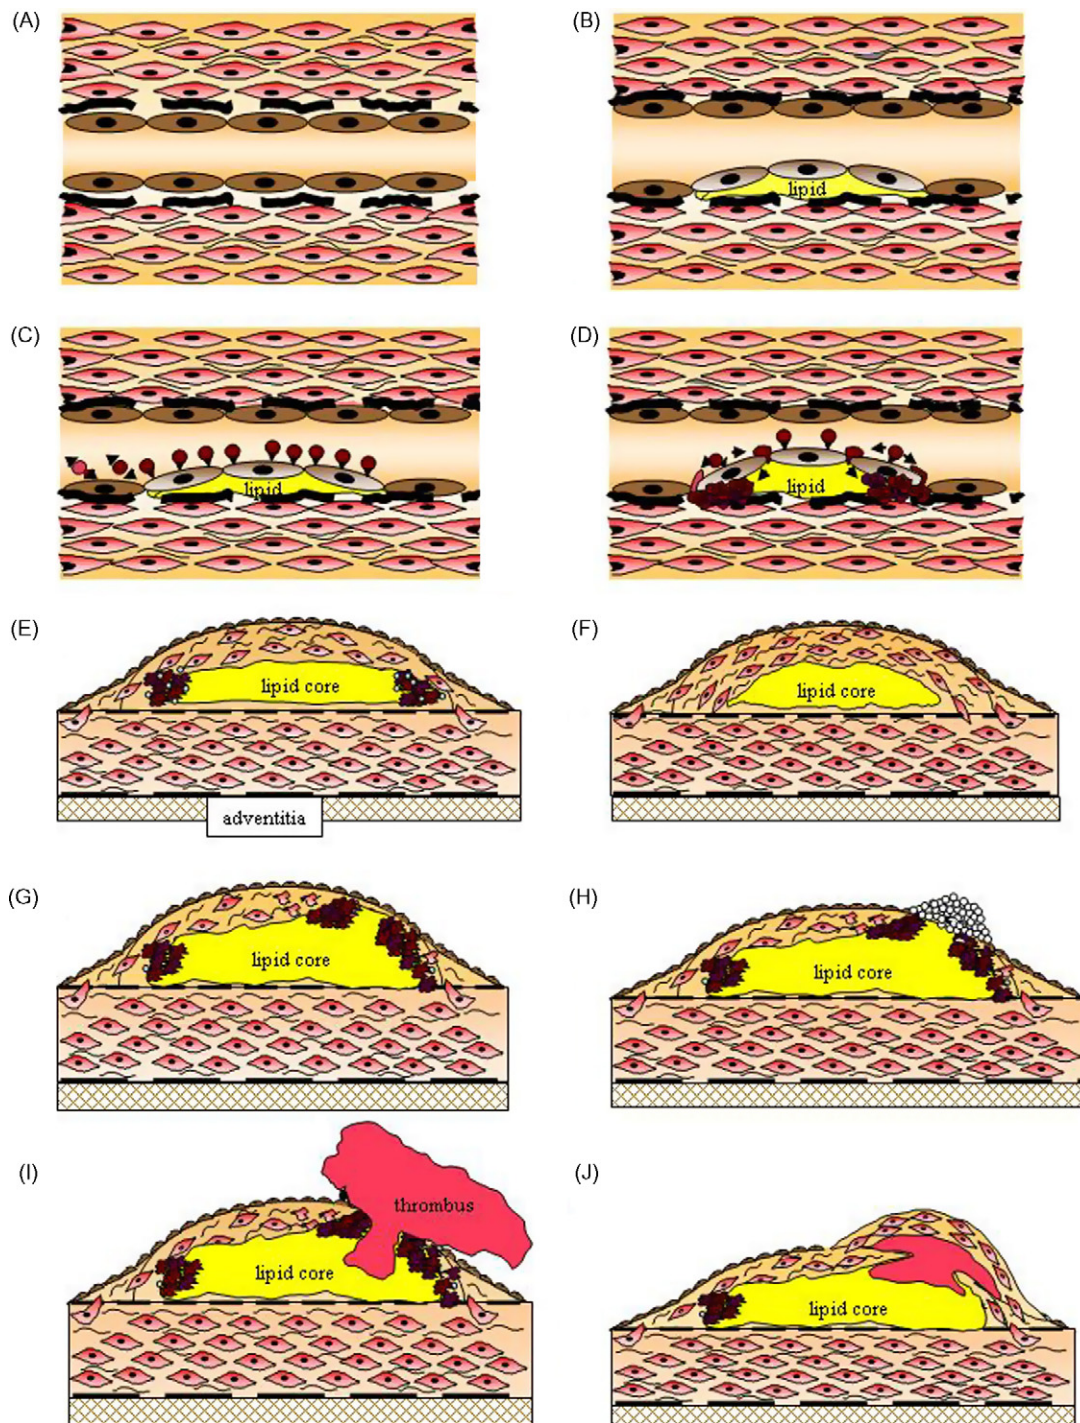 (A)
(B)
lipid
(C)
(D)
lipid
lipid
(E)
(F)
lipid core
lipid core
adventitia
(G)
(H)
lipid core
lipid core
(I)
thrombus
(J)
lipid core
lipid core